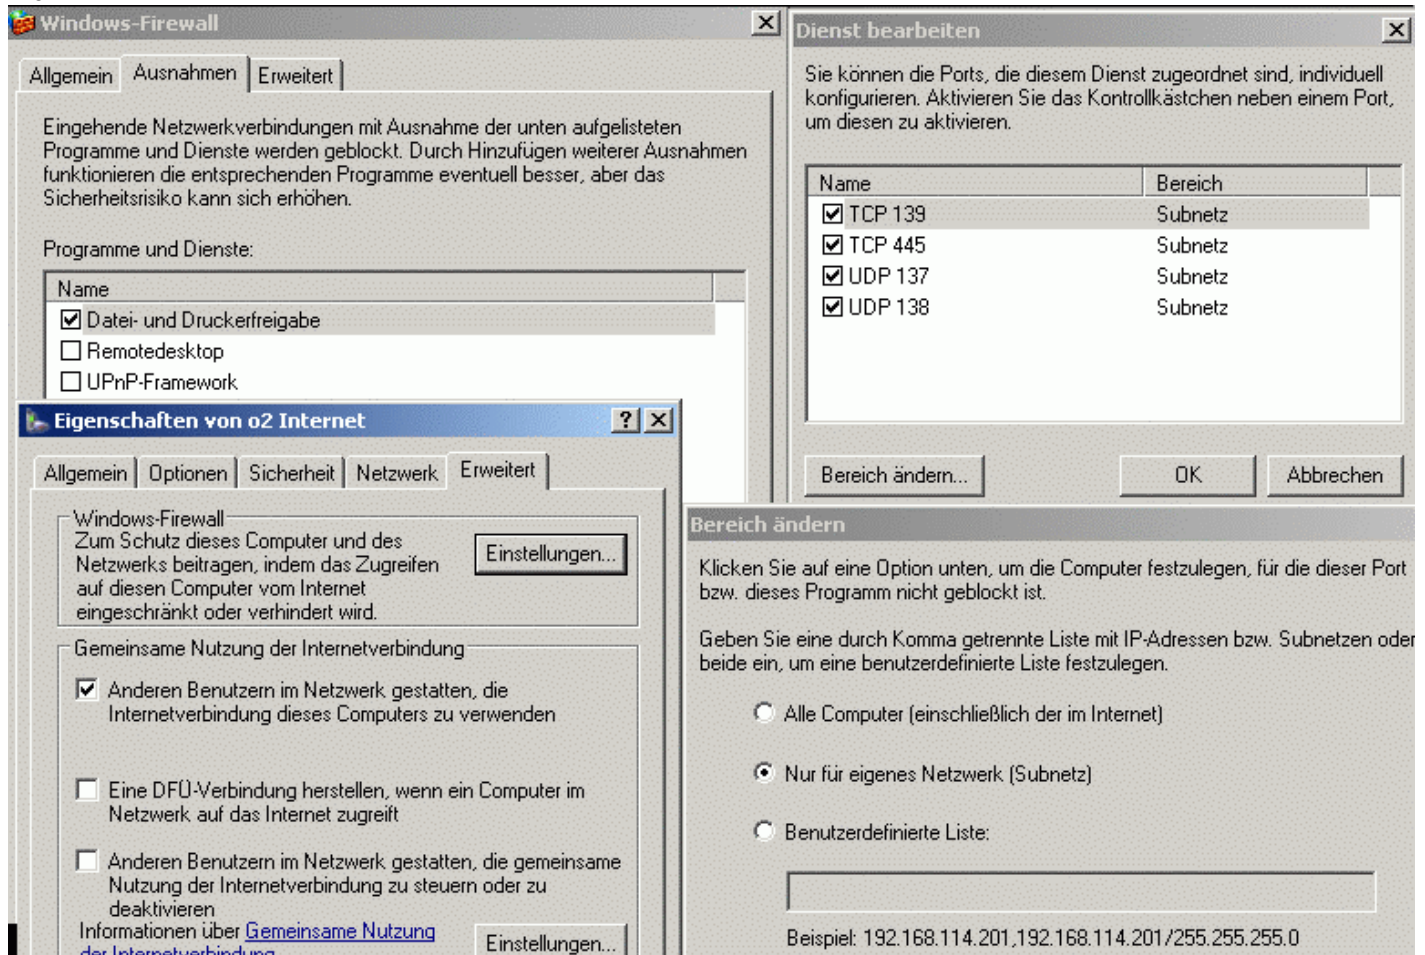 Windows-Firewall
Allgemein Ausnahmen Erweitert
Eingehende Netzwerkverbindungen mit Ausnahme der unten aufgelisteten
Programme und Dienste werden geblockt. Durch Hinzufügen weiterer Ausnahmen
funktionieren die entsprechenden Programme eventuell besser, aber das
Sicherheitsrisiko kann sich erhöhen.
Programme und Dienste:
Name
Datei- und Druckerfreigabe
Remotedesktop
UPnP-Framework
Dienst bearbeiten
Sie können die Ports, die diesem Dienst zugeordnet sind, individuell
konfigurieren. Aktivieren Sie das Kontrollkästchen neben einem Port,
um diesen zu aktivieren.
Name Bereich
TCP 139 Subnetz
TCP 445 Subnetz
UDP 137 Subnetz
UDP 138 Subnetz
Bereich ändern... OK Abbrechen
Eigenschaften von o2 Internet
Allgemein Optionen Sicherheit Netzwerk Erweitert
Windows-Firewall
Zum Schutz dieses Computer und des
Netzwerks beitragen, indem das Zugreifen
auf diesen Computer vom Internet
eingeschränkt oder verhindert wird.
Einstellungen...
Gemeinsame Nutzung der Internetverbindung
Anderen Benutzern im Netzwerk gestatten, die
Internetverbindung dieses Computers zu verwenden
Eine DFÜ-Verbindung herstellen, wenn ein Computer im
Netzwerk auf das Internet zugreift
Anderen Benutzern im Netzwerk gestatten, die gemeinsame
Nutzung der Internetverbindung zu steuern oder zu
deaktivieren
Informationen über Gemeinsame Nutzung
der Internetverbindung
Einstellungen...
Bereich ändern
Klicken Sie auf eine Option unten, um die Computer festzulegen, für die dieser Port
bzw. dieses Programm nicht geblockt ist.
Geben Sie eine durch Komma getrennte Liste mit IP-Adressen bzw. Subnetzen oder
beide ein, um eine benutzerdefinierte Liste festzulegen.
Alle Computer (einschließlich der im Internet)
Nur für eigenes Netzwerk (Subnetz)
Benutzerdefinierte Liste:
Beispiel: 192.168.114.201,192.168.114.201/255.255.255.0